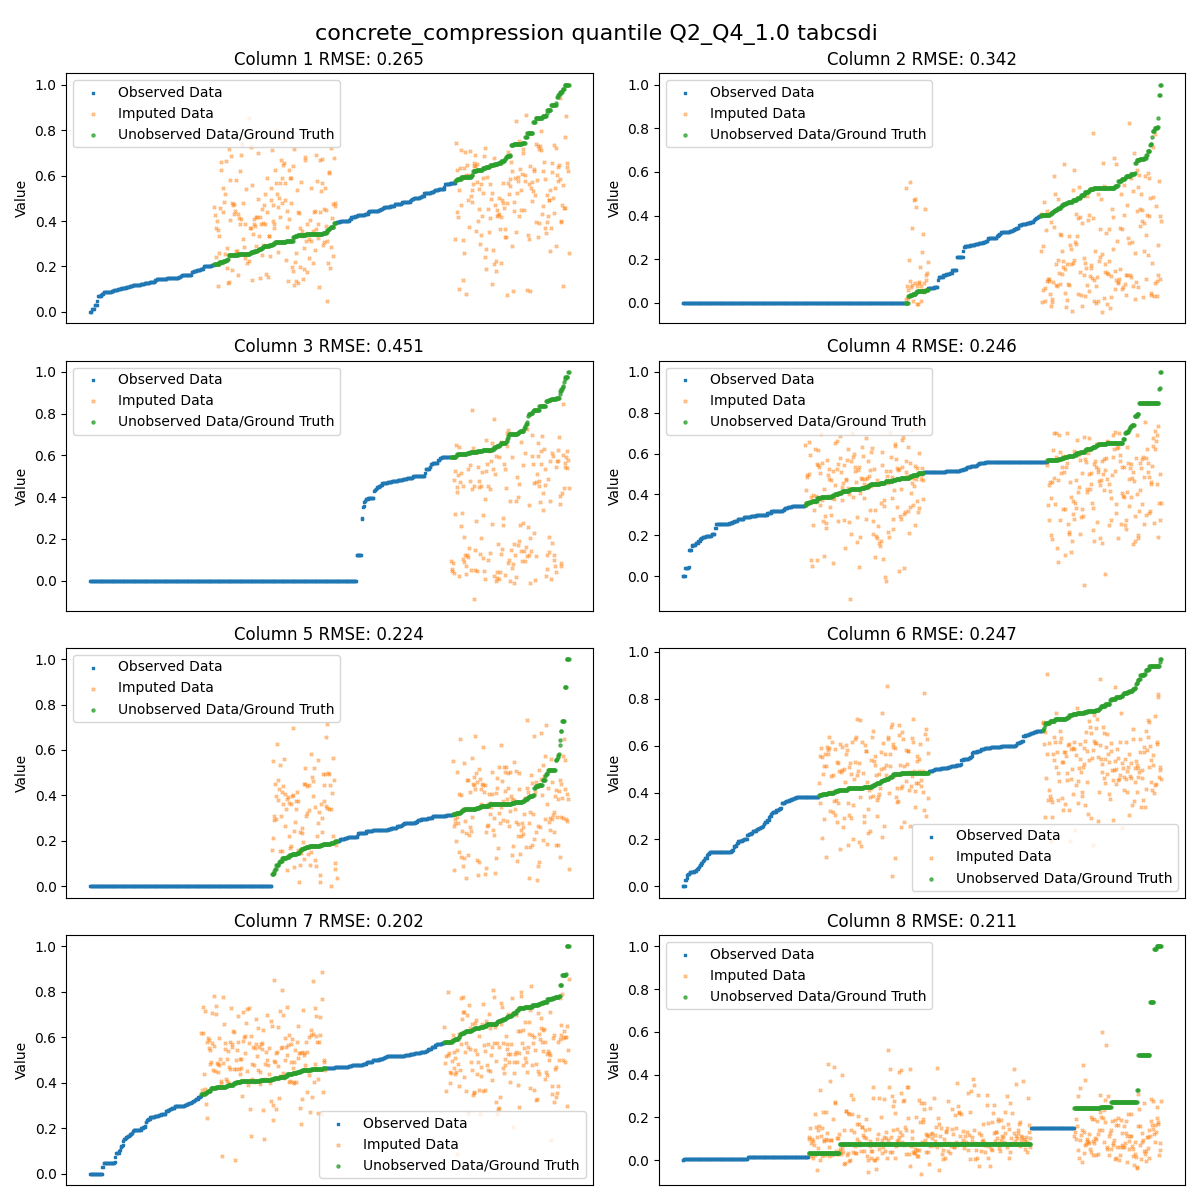 concrete_compression quantile Q2_Q4_1.0 tabcsdi
Column 1 RMSE: 0.265
Value
1.0
0.8
0.6
0.4
0.2
0.0
Observed Data
Imputed Data
Unobserved Data/Ground Truth
Column 2 RMSE: 0.342
Value
1.0
0.8
0.6
0.4
0.2
0.0
Observed Data
Imputed Data
Unobserved Data/Ground Truth
Column 3 RMSE: 0.451
Value
1.0
0.8
0.6
0.4
0.2
0.0
Observed Data
Imputed Data
Unobserved Data/Ground Truth
Column 4 RMSE: 0.246
Value
1.0
0.8
0.6
0.4
0.2
0.0
Observed Data
Imputed Data
Unobserved Data/Ground Truth
Column 5 RMSE: 0.224
Value
1.0
0.8
0.6
0.4
0.2
0.0
Observed Data
Imputed Data
Unobserved Data/Ground Truth
Column 6 RMSE: 0.247
Value
1.0
0.8
0.6
0.4
0.2
0.0
Observed Data
Imputed Data
Unobserved Data/Ground Truth
Column 7 RMSE: 0.202
Value
1.0
0.8
0.6
0.4
0.2
0.0
Observed Data
Imputed Data
Unobserved Data/Ground Truth
Column 8 RMSE: 0.211
Value
1.0
0.8
0.6
0.4
0.2
0.0
Observed Data
Imputed Data
Unobserved Data/Ground Truth